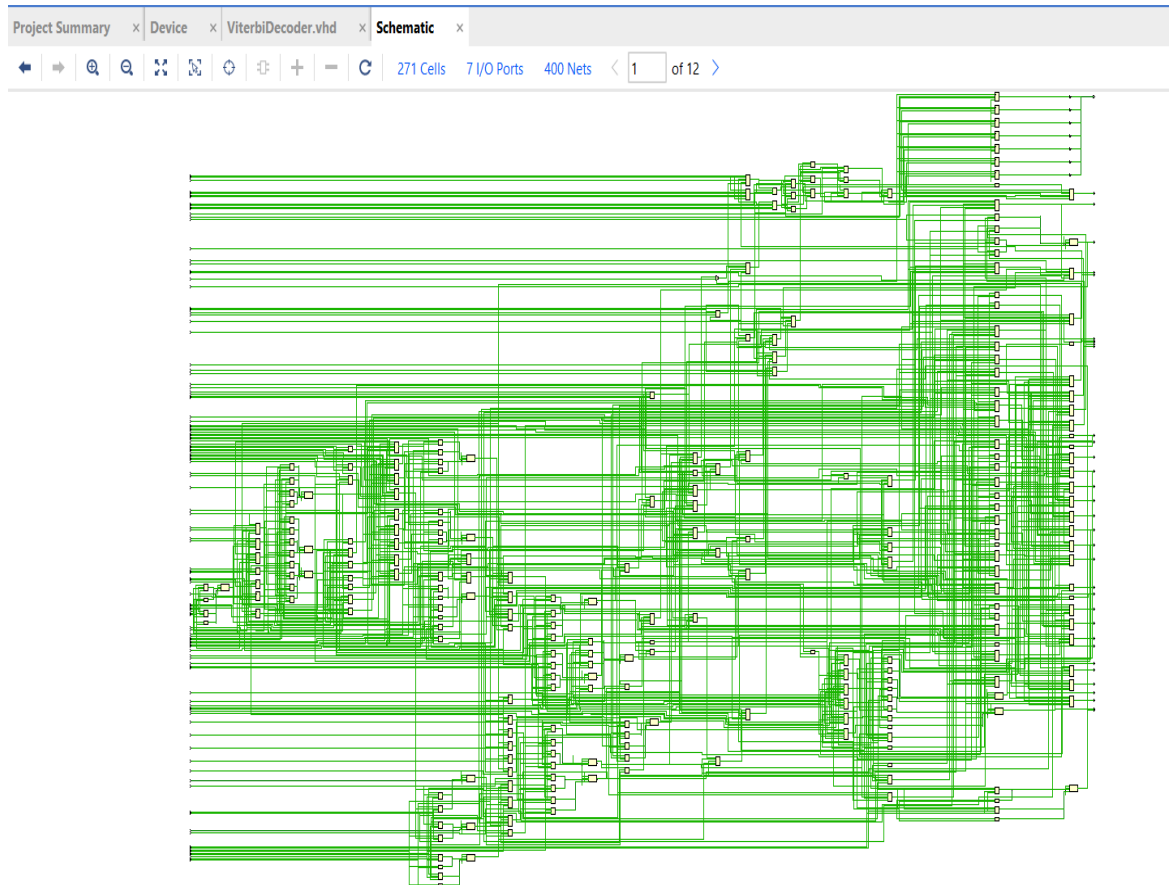 Project Summary × Device × ViterbiDecoder.vhd × Schematic ×
271 Cells 7 I/O Ports 400 Nets 1 of 12